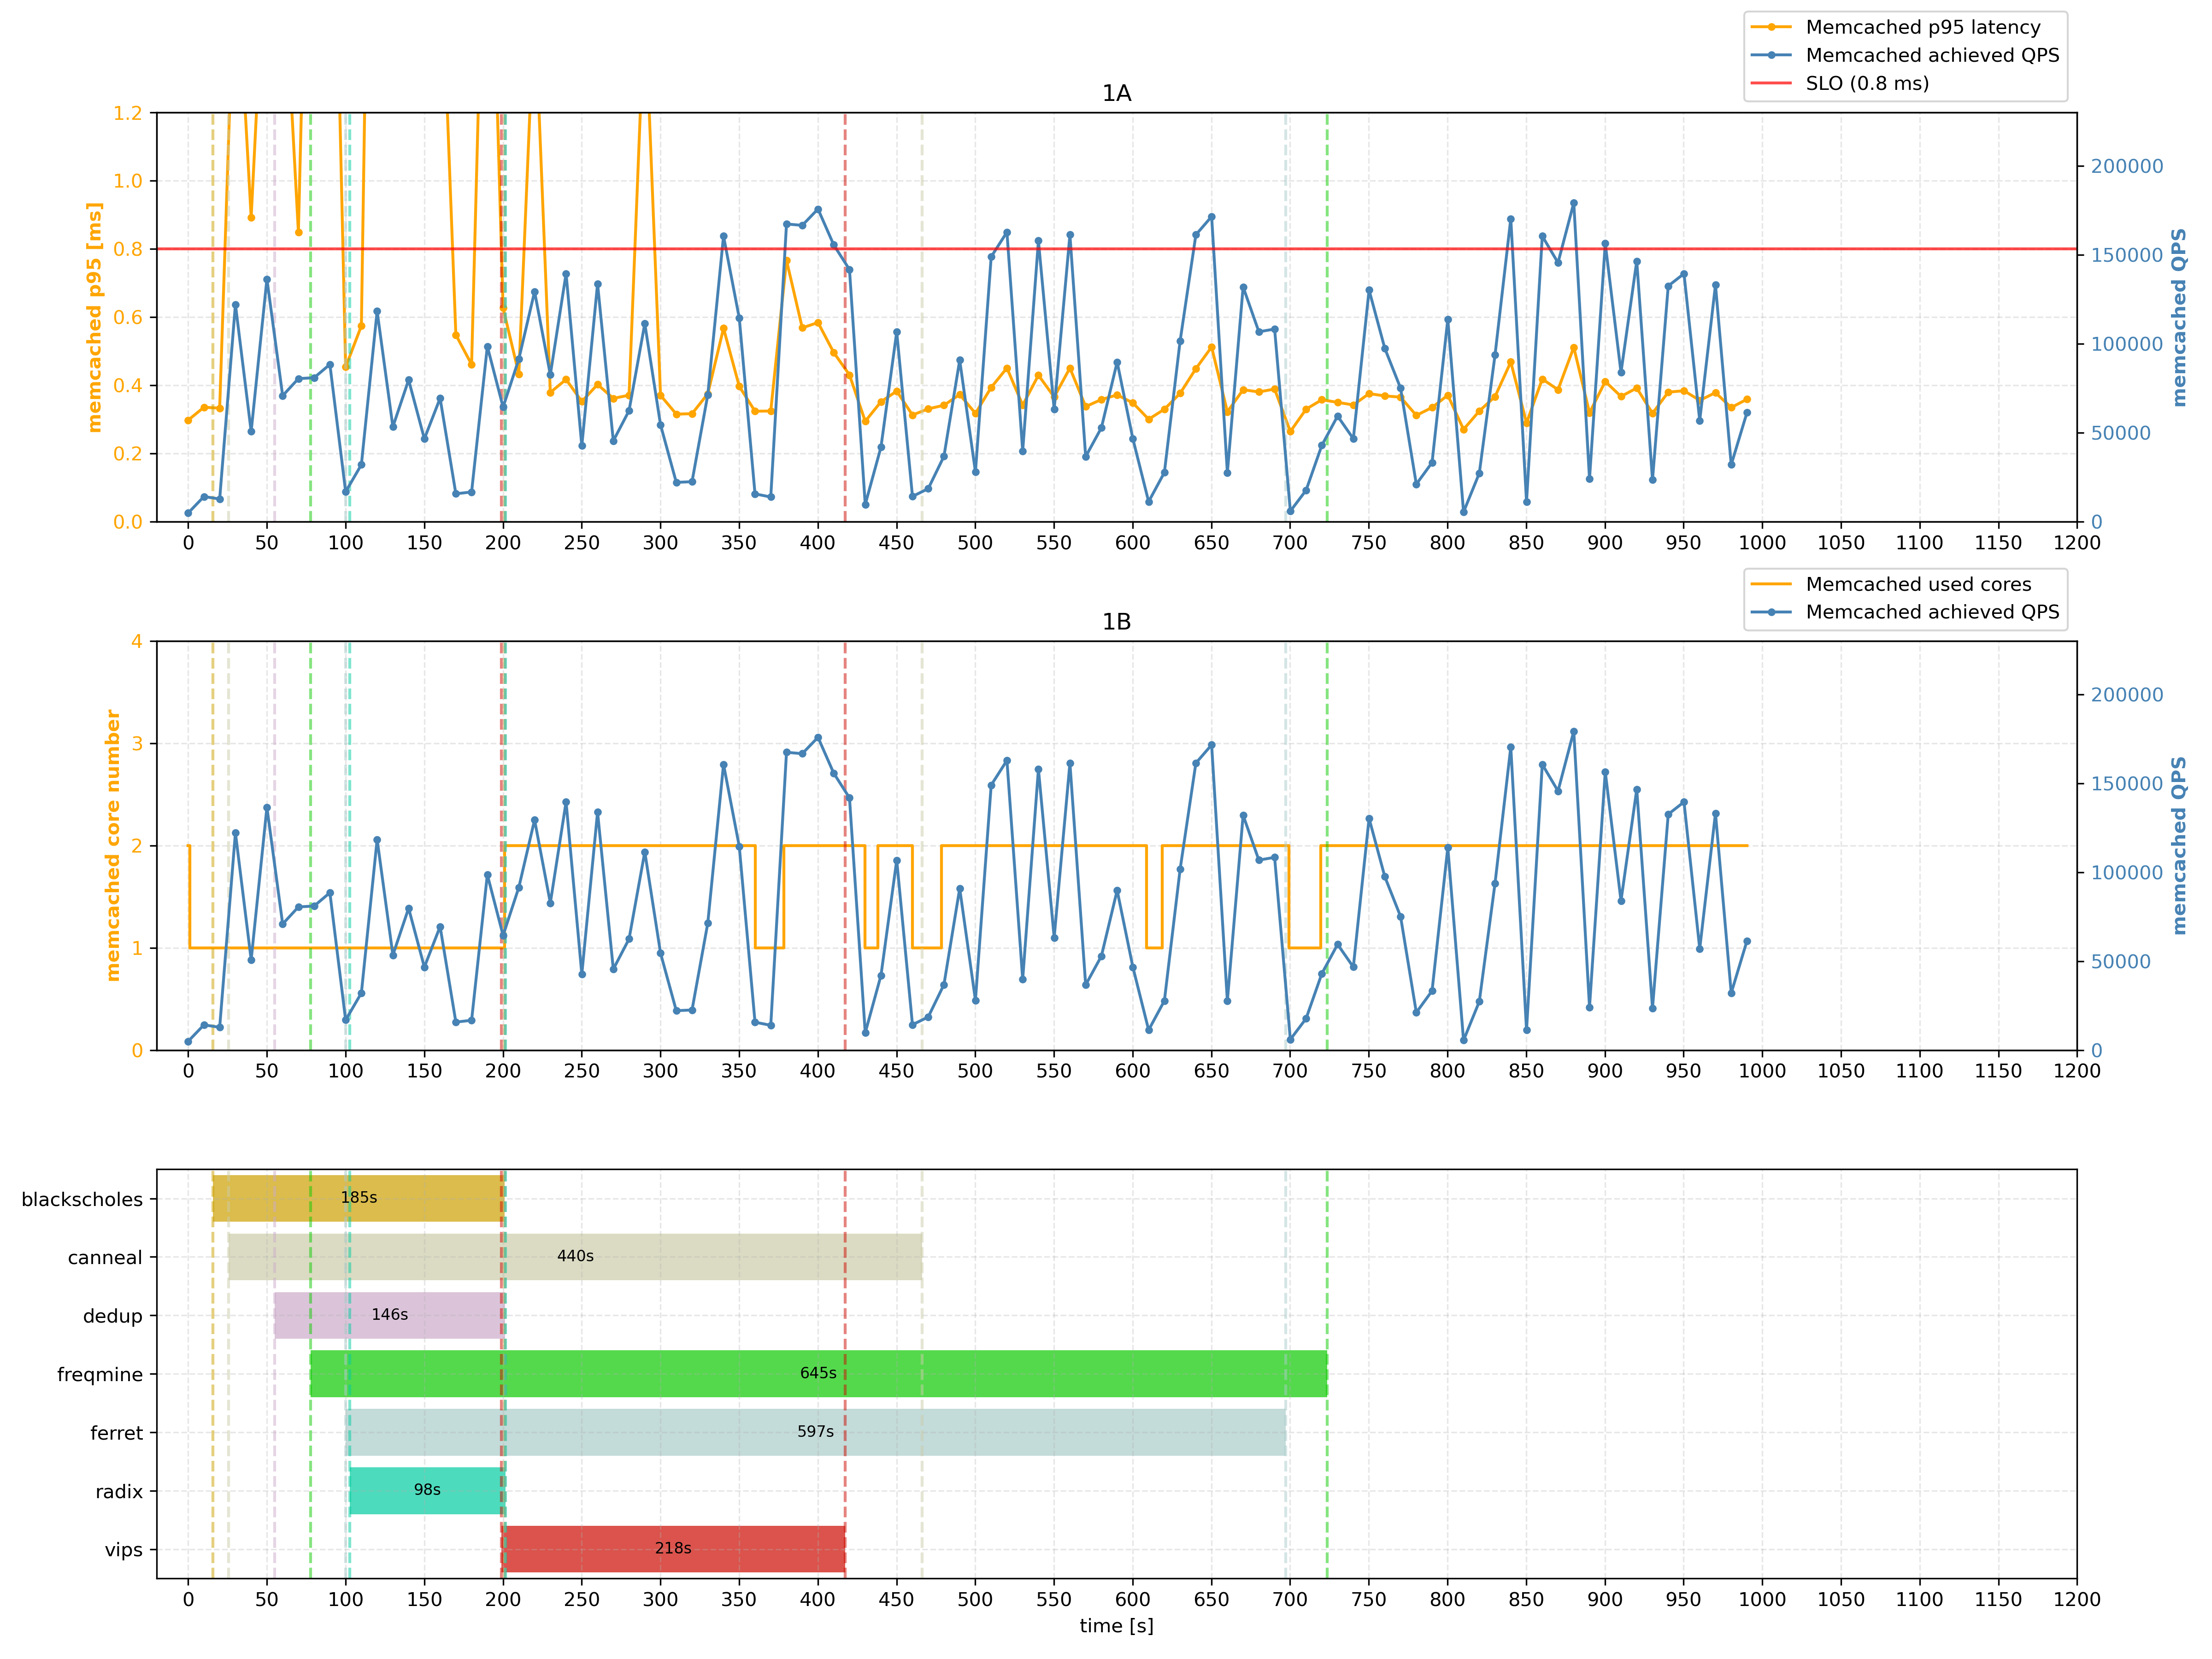 Memcached p95 latency
Memcached achieved QPS
SLO (0.8 ms)
1A
memcached p95 [ms]
0.0 0.2 0.4 0.6 0.8 1.0 1.2
0 50000 100000 150000 200000
memcached QPS
0 50 100 150 200 250 300 350 400 450 500 550 600 650 700 750 800 850 900 950 1000 1050 1100 1150 1200
Memcached used cores
Memcached achieved QPS
1B
memcached core number
0 1 2 3 4
0 50000 100000 150000 200000
memcached QPS
0 50 100 150 200 250 300 350 400 450 500 550 600 650 700 750 800 850 900 950 1000 1050 1100 1150 1200
blackscholes 185s
canneal 440s
dedup 146s
freqmine 645s
ferret 597s
radix 98s
vips 218s
0 50 100 150 200 250 300 350 400 450 500 550 600 650 700 750 800 850 900 950 1000 1050 1100 1150 1200
time [s]